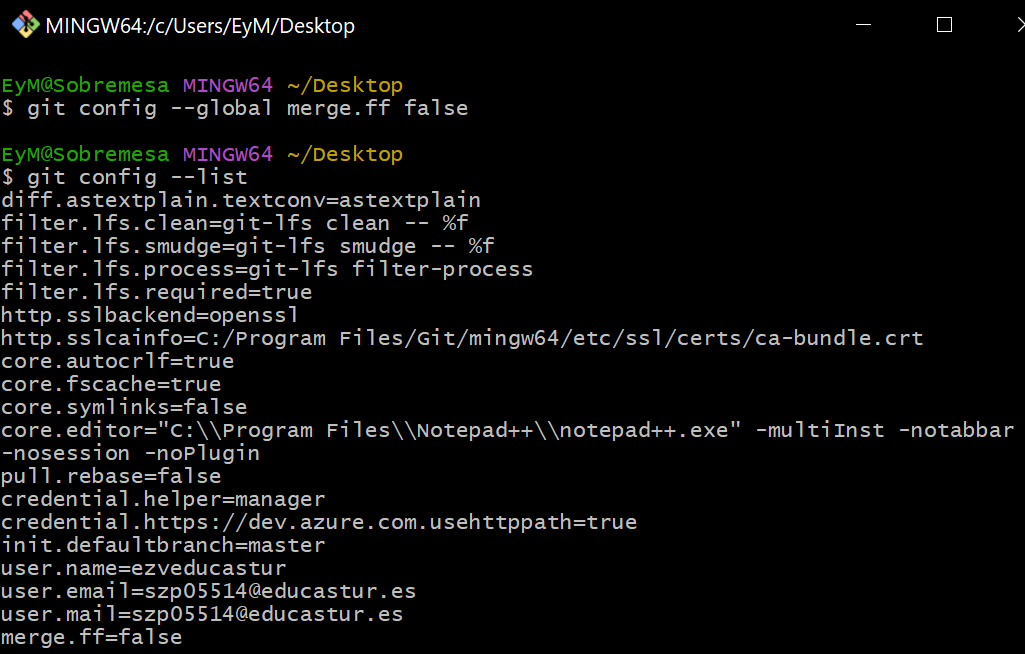 MINGW64:/c/Users/EyM/Desktop
EyM@Sobremesa MINGW64 ~/Desktop
$ git config --global merge.ff false
EyM@Sobremesa MINGW64 ~/Desktop
$ git config --list
diff.astextplain.textconv=astextplain
filter.lfs.clean=git-lfs clean -- %f
filter.lfs.smudge=git-lfs smudge -- %f
filter.lfs.process=git-lfs filter-process
filter.lfs.required=true
http.sslbackend=openssl
http.sslcainfo=C:/Program Files/Git/mingw64/etc/ssl/certs/ca-bundle.crt
core.autocrlf=true
core.fscache=true
core.symlinks=false
core.editor="C:\\Program Files\\Notepad++\\notepad++.exe" -multiInst -notabbar
-nosession -noPlugin
pull.rebase=false
credential.helper=manager
credential.https://dev.azure.com.usehttppath=true
init.defaultbranch=master
user.name=ezveducastur
user.email=szp05514@educastur.es
user.mail=szp05514@educastur.es
merge.ff=false